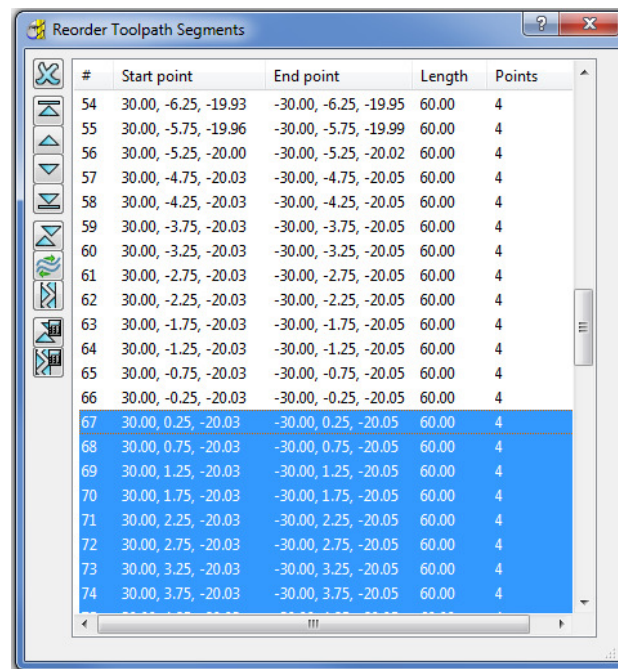 Reorder Toolpath Segments
# Start point End point Length Points
54 30.00, -6.25, -19.93 -30.00, -6.25, -19.95 60.00 4
55 30.00, -5.75, -19.96 -30.00, -5.75, -19.99 60.00 4
56 30.00, -5.25, -20.00 -30.00, -5.25, -20.02 60.00 4
57 30.00, -4.75, -20.03 -30.00, -4.75, -20.05 60.00 4
58 30.00, -4.25, -20.03 -30.00, -4.25, -20.05 60.00 4
59 30.00, -3.75, -20.03 -30.00, -3.75, -20.05 60.00 4
60 30.00, -3.25, -20.03 -30.00, -3.25, -20.05 60.00 4
61 30.00, -2.75, -20.03 -30.00, -2.75, -20.05 60.00 4
62 30.00, -2.25, -20.03 -30.00, -2.25, -20.05 60.00 4
63 30.00, -1.75, -20.03 -30.00, -1.75, -20.05 60.00 4
64 30.00, -1.25, -20.03 -30.00, -1.25, -20.05 60.00 4
65 30.00, -0.75, -20.03 -30.00, -0.75, -20.05 60.00 4
66 30.00, -0.25, -20.03 -30.00, -0.25, -20.05 60.00 4
67 30.00, 0.25, -20.03 -30.00, 0.25, -20.05 60.00 4
68 30.00, 0.75, -20.03 -30.00, 0.75, -20.05 60.00 4
69 30.00, 1.25, -20.03 -30.00, 1.25, -20.05 60.00 4
70 30.00, 1.75, -20.03 -30.00, 1.75, -20.05 60.00 4
71 30.00, 2.25, -20.03 -30.00, 2.25, -20.05 60.00 4
72 30.00, 2.75, -20.03 -30.00, 2.75, -20.05 60.00 4
73 30.00, 3.25, -20.03 -30.00, 3.25, -20.05 60.00 4
74 30.00, 3.75, -20.03 -30.00, 3.75, -20.05 60.00 4